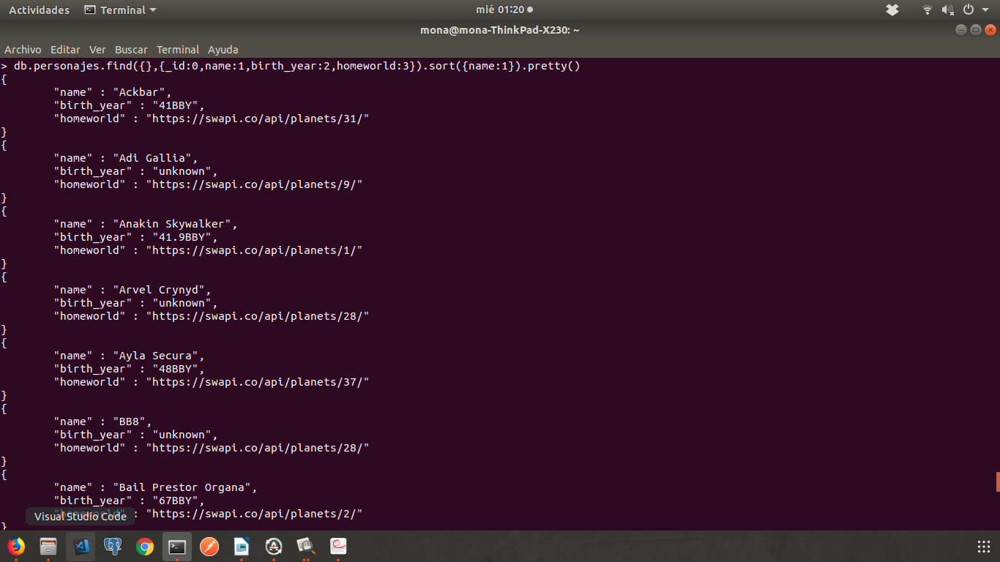 Actividades Terminal mié 01:20
mona@mona-ThinkPad-X230: ~
Archivo Editar Ver Buscar Terminal Ayuda
> db.personajes.find({},{_id:0,name:1,birth_year:2,homeworld:3}).sort({name:1}).pretty()
{
"name" : "Ackbar",
"birth_year" : "41BBY",
"homeworld" : "https://swapi.co/api/planets/31/"
}
{
"name" : "Adi Gallia",
"birth_year" : "unknown",
"homeworld" : "https://swapi.co/api/planets/9/"
}
{
"name" : "Anakin Skywalker",
"birth_year" : "41.9BBY",
"homeworld" : "https://swapi.co/api/planets/1/"
}
{
"name" : "Arvel Crynyd",
"birth_year" : "unknown",
"homeworld" : "https://swapi.co/api/planets/28/"
}
{
"name" : "Ayla Secura",
"birth_year" : "48BBY",
"homeworld" : "https://swapi.co/api/planets/37/"
}
{
"name" : "BB8",
"birth_year" : "unknown",
"homeworld" : "https://swapi.co/api/planets/28/"
}
{
"name" : "Bail Prestor Organa",
"birth_year" : "67BBY",
"homeworld" : "https://swapi.co/api/planets/2/"
Visual Studio Code
}